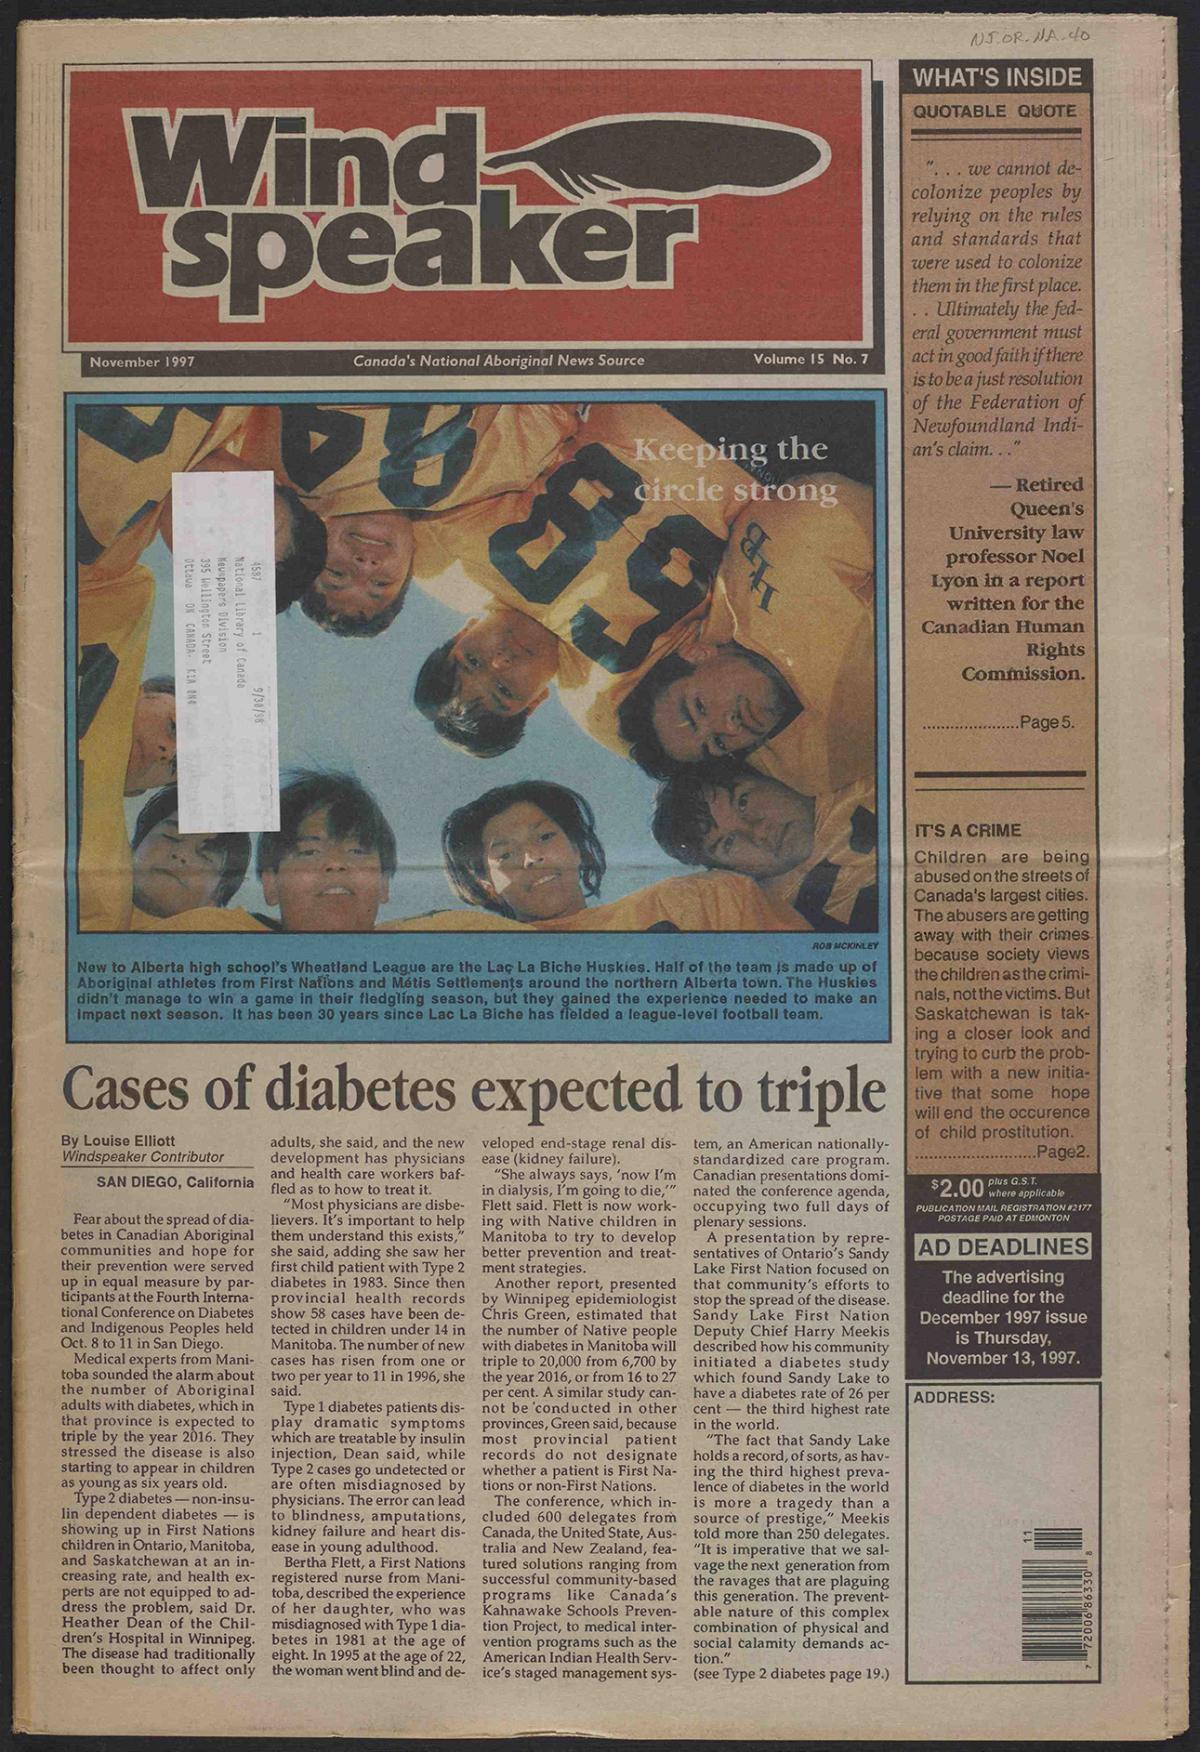 NJ.OR.NA.40
Wind
speaker
November 1997
Canada's National Aboriginal News Source
Volume 15 No. 7
Keeping the
circle strong
4587 1 9/30/98
National Library of Canada
Newspapers Division
395 Wellington Street
Ottawa ON CANADA. K1A 0N4
89
68
ROB MCKINLEY
New to Alberta high school's Wheatland League are the Lac La Biche Huskies. Half of the team is made up of
Aboriginal athletes from First Nations and Métis Settlements around the northern Alberta town. The Huskies
didn't manage to win a game in their fledgling season, but they gained the experience needed to make an
impact next season. It has been 30 years since Lac La Biche has fielded a league-level football team.
Cases of diabetes expected to triple
By Louise Elliott
Windspeaker Contributor
SAN DIEGO, California
Fear about the spread of dia-
betes in Canadian Aboriginal
communities and hope for
their prevention were served
up in equal measure by par-
ticipants at the Fourth Interna-
tional Conference on Diabetes
and Indigenous Peoples held
Oct. 8 to 11 in San Diego.
Medical experts from Mani-
toba sounded the alarm about
the number of Aboriginal
adults with diabetes, which in
that province is expected to
triple by the year 2016. They
stressed the disease is also
starting to appear in children
as young as six years old.
Type 2 diabetes — non-insu-
lin dependent diabetes — is
showing up in First Nations
children in Ontario, Manitoba,
and Saskatchewan at an in-
creasing rate, and health ex-
perts are not equipped to ad-
dress the problem, said Dr.
Heather Dean of the Chil-
dren's Hospital in Winnipeg.
The disease had traditionally
been thought to affect only
adults, she said, and the new
development has physicians
and health care workers baf-
fled as to how to treat it.
"Most physicians are disbe-
lievers. It's important to help
them understand this exists,"
she said, adding she saw her
first child patient with Type 2
diabetes in 1983. Since then
provincial health records
show 58 cases have been de-
tected in children under 14 in
Manitoba. The number of new
cases has risen from one or
two per year to 11 in 1996, she
said.
Type 1 diabetes patients dis-
play dramatic symptoms
which are treatable by insulin
injection, Dean said, while
Type 2 cases go undetected or
are often misdiagnosed by
physicians. The error can lead
to blindness, amputations,
kidney failure and heart dis-
ease in young adulthood.
Bertha Flett, a First Nations
registered nurse from Mani-
toba, described the experience
of her daughter, who was
misdiagnosed with Type 1 dia-
betes in 1981 at the age of
eight. In 1995 at the age of 22,
the woman went blind and de-
veloped end-stage renal dis-
ease (kidney failure).
"She always says, 'now I'm
in dialysis, I'm going to die,'"
Flett said. Flett is now work-
ing with Native children in
Manitoba to try to develop
better prevention and treat-
ment strategies.
Another report, presented
by Winnipeg epidemiologist
Chris Green, estimated that
the number of Native people
with diabetes in Manitoba will
triple to 20,000 from 6,700 by
the year 2016, or from 16 to 27
per cent. A similar study can-
not be conducted in other
provinces, Green said, because
most provincial patient
records do not designate
whether a patient is First Na-
tions or non-First Nations.
The conference, which in-
cluded 600 delegates from
Canada, the United State, Aus-
tralia and New Zealand, fea-
tured solutions ranging from
successful community-based
programs like Canada's
Kahnawake Schools Preven-
tion Project, to medical inter-
vention programs such as the
American Indian Health Serv-
ice's staged management sys-
tem, an American nationally-
standardized care program.
Canadian presentations domi-
nated the conference agenda,
occupying two full days of
plenary sessions.
A presentation by repre-
sentatives of Ontario's Sandy
Lake First Nation focused on
that community's efforts to
stop the spread of the disease.
Sandy Lake First Nation
Deputy Chief Harry Meekis
described how his community
initiated a diabetes study
which found Sandy Lake to
have a diabetes rate of 26 per
cent — the third highest rate
in the world.
"The fact that Sandy Lake
holds a record, of sorts, as hav-
ing the third highest preva-
lence of diabetes in the world
is more a tragedy than a
source of prestige," Meekis
told more than 250 delegates.
"It is imperative that we sal-
vage the next generation from
the ravages that are plaguing
this generation. The prevent-
able nature of this complex
combination of physical and
social calamity demands ac-
tion."
(see Type 2 diabetes page 19.)
WHAT'S INSIDE
QUOTABLE QUOTE
". . . we cannot de-
colonize peoples by
relying on the rules
and standards that
were used to colonize
them in the first place.
. . Ultimately the fed-
eral government must
act in good faith if there
is to be a just resolution
of the Federation of
Newfoundland Indi-
an's claim. . ."
— Retired
Queen's
University law
professor Noel
Lyon in a report
written for the
Canadian Human
Rights
Commission.
.....................Page 5.
IT'S A CRIME
Children are being
abused on the streets of
Canada's largest cities.
The abusers are getting
away with their crimes
because society views
the children as the crimi-
nals, not the victims. But
Saskatchewan is tak-
ing a closer look and
trying to curb the prob-
lem with a new initia-
tive that some hope
will end the occurence
of child prostitution.
...........................Page2.
$2.00 plus G.S.T.
where applicable
PUBLICATION MAIL REGISTRATION #2177
POSTAGE PAID AT EDMONTON
AD DEADLINES
The advertising
deadline for the
December 1997 issue
is Thursday,
November 13, 1997.
ADDRESS:
11
7 72006 86330 8